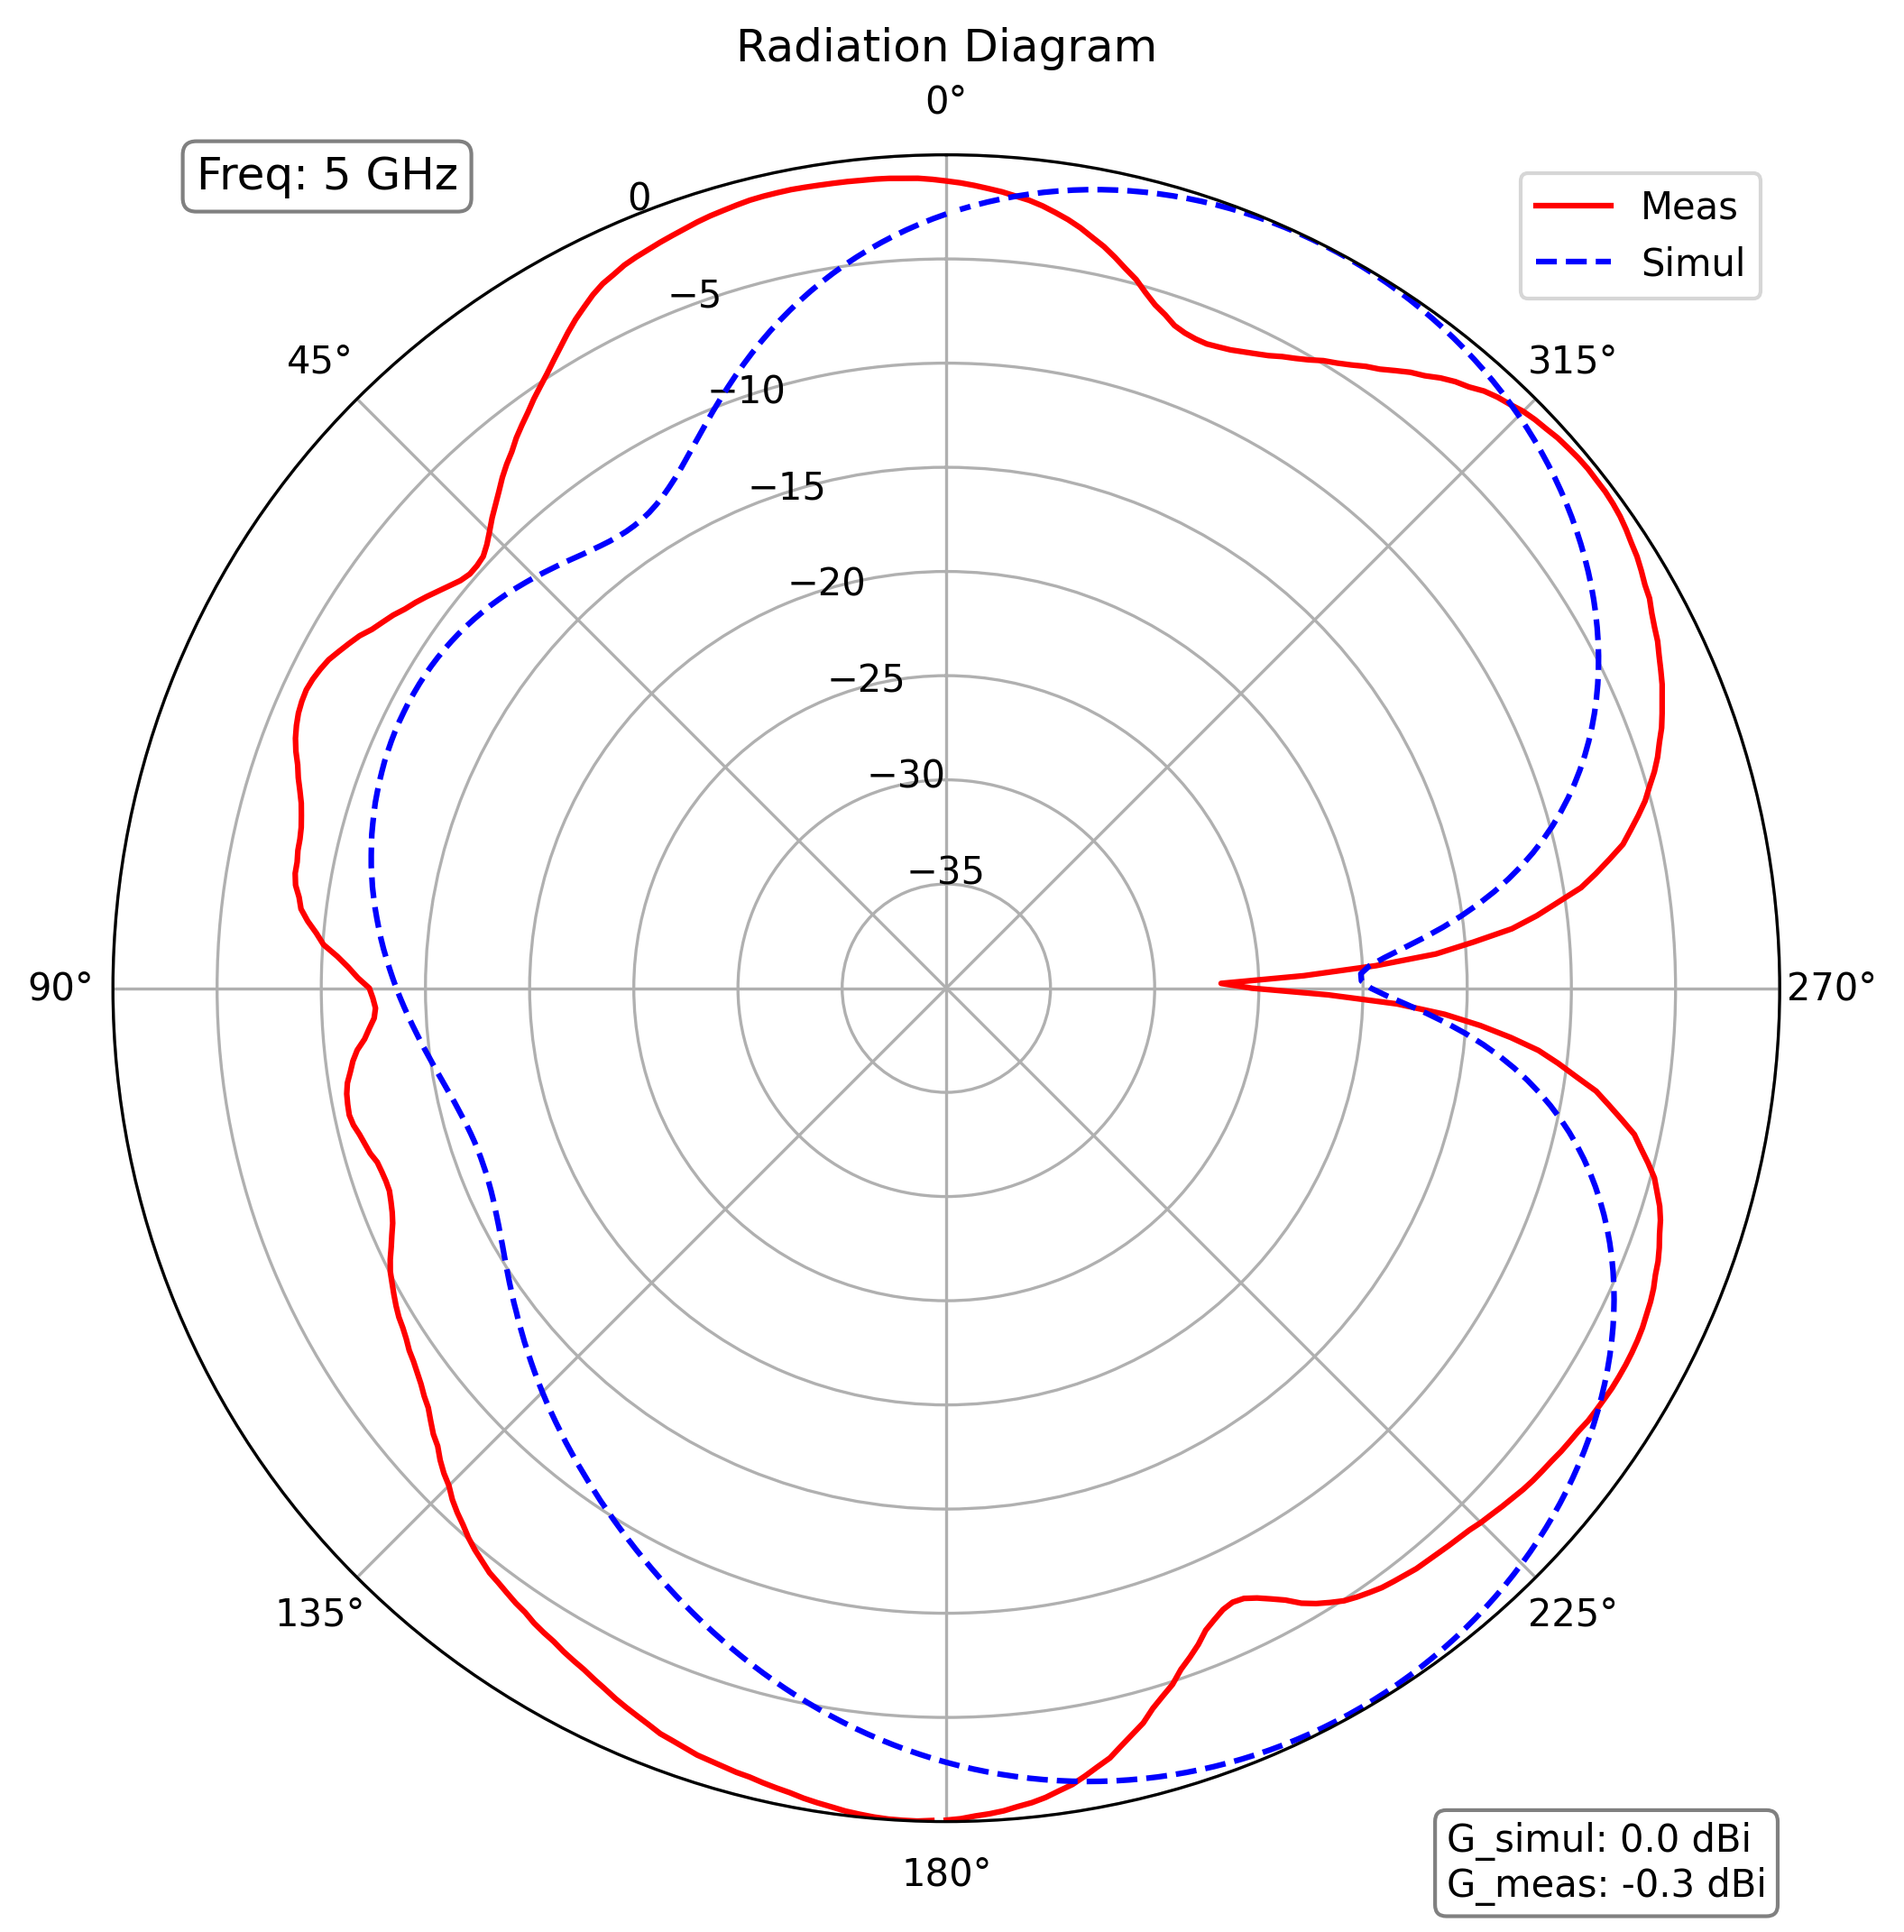 Radiation Diagram
0°
Freq: 5 GHz
0
Meas
Simul
−5
45°
315°
−10
−15
−20
−25
−30
−35
90°
270°
135°
225°
180°
G_simul: 0.0 dBi
G_meas: -0.3 dBi